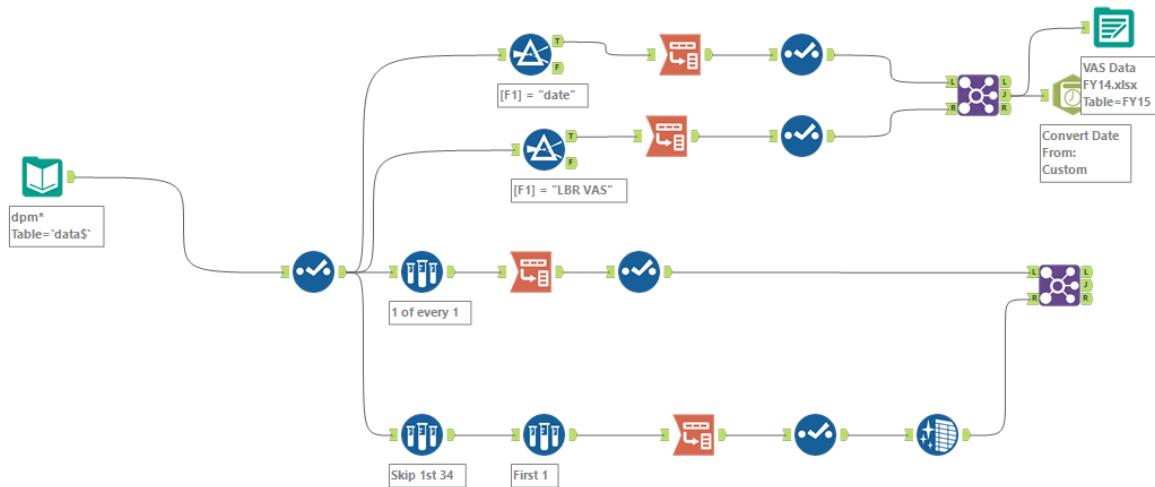 T
F
[F1] = "date"
T
F
[F1] = "LBR VAS"
L
R
L
J
R
VAS Data
FY14.xlsx
Table=FY15
Convert Date
From:
Custom
dpm*
Table=`data$`
1 of every 1
L
R
L
J
R
Skip 1st 34
First 1